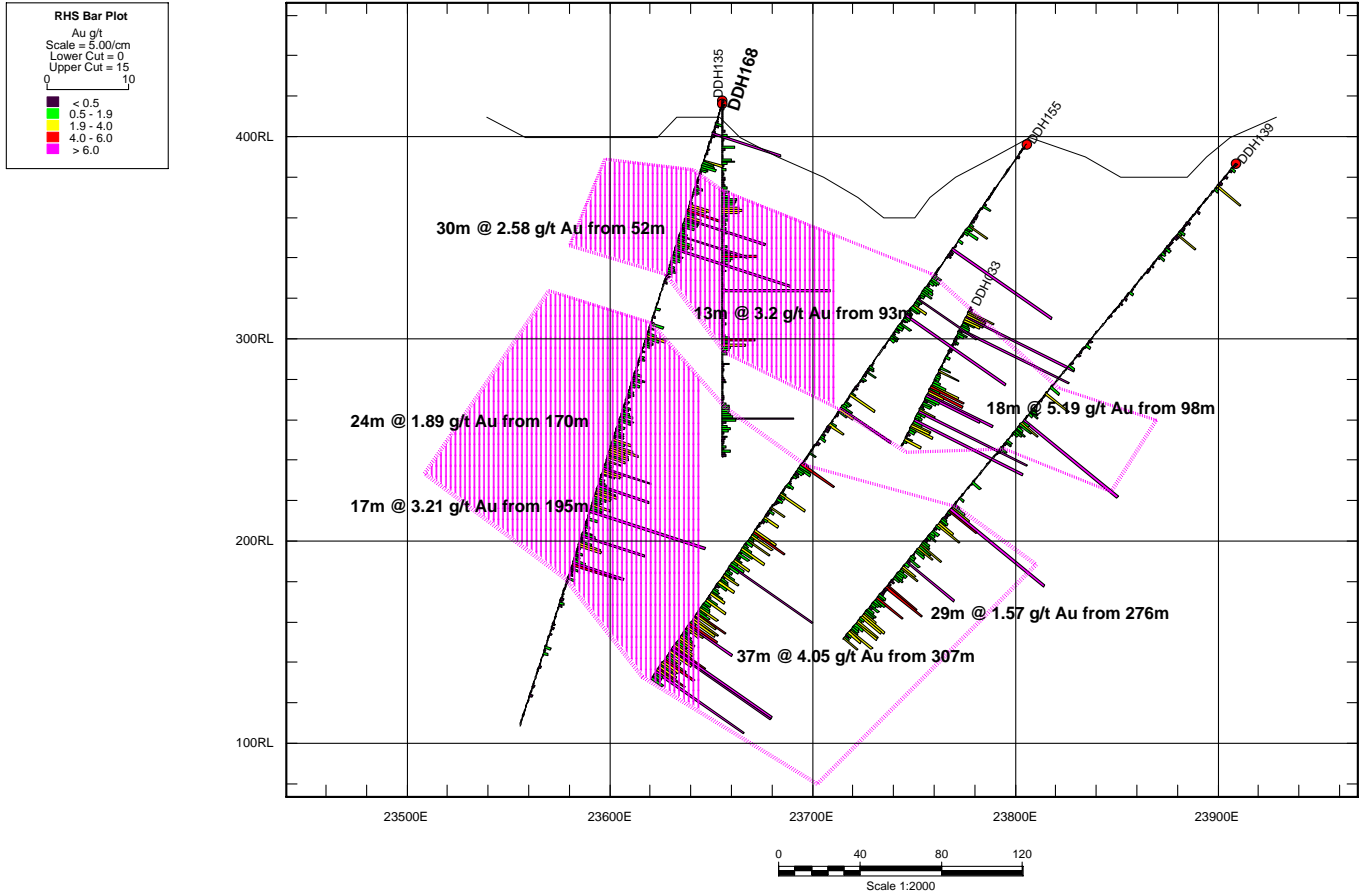 RHS Bar Plot
Au g/t
Scale = 5.00/cm
Lower Cut = 0
Upper Cut = 15
0 10
< 0.5
0.5 - 1.9
1.9 - 4.0
4.0 - 6.0
> 6.0
DDH135
DDH168
DDH155
DDH139
400RL
30m @ 2.58 g/t Au from 52m
DDH033
13m @ 3.2 g/t Au from 93m
300RL
24m @ 1.89 g/t Au from 170m
18m @ 5.19 g/t Au from 98m
17m @ 3.21 g/t Au from 195m
200RL
29m @ 1.57 g/t Au from 276m
37m @ 4.05 g/t Au from 307m
100RL
23500E 23600E 23700E 23800E 23900E
0 40 80 120
Scale 1:2000